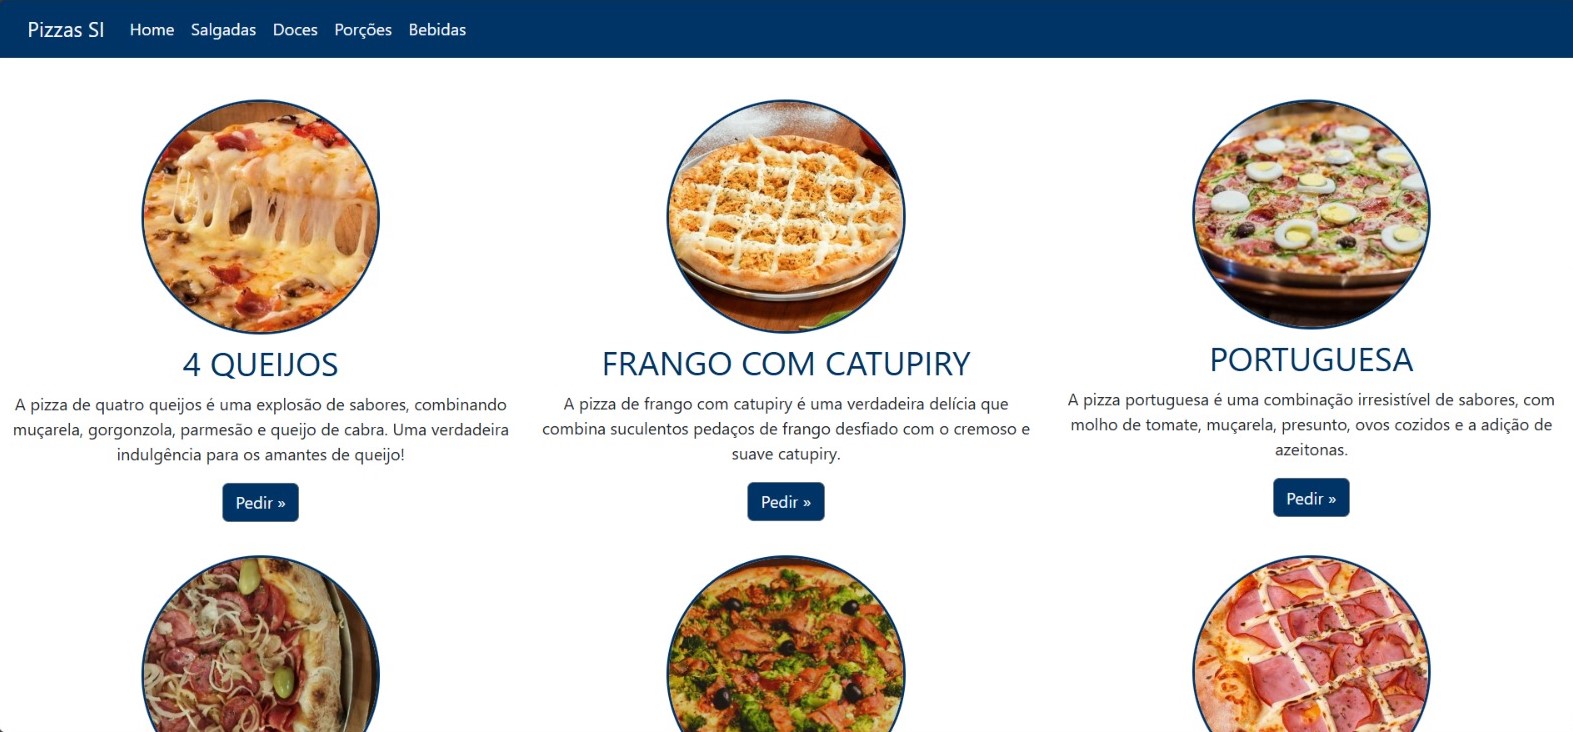 Pizzas SI Home Salgadas Doces Porções Bebidas
4 QUEIJOS
A pizza de quatro queijos é uma explosão de sabores, combinando
muçarela, gorgonzola, parmesão e queijo de cabra. Uma verdadeira
indulgência para os amantes de queijo!
Pedir »
FRANGO COM CATUPIRY
A pizza de frango com catupiry é uma verdadeira delícia que
combina suculentos pedaços de frango desfiado com o cremoso e
suave catupiry.
Pedir »
PORTUGUESA
A pizza portuguesa é uma combinação irresistível de sabores, com
molho de tomate, muçarela, presunto, ovos cozidos e a adição de
azeitonas.
Pedir »